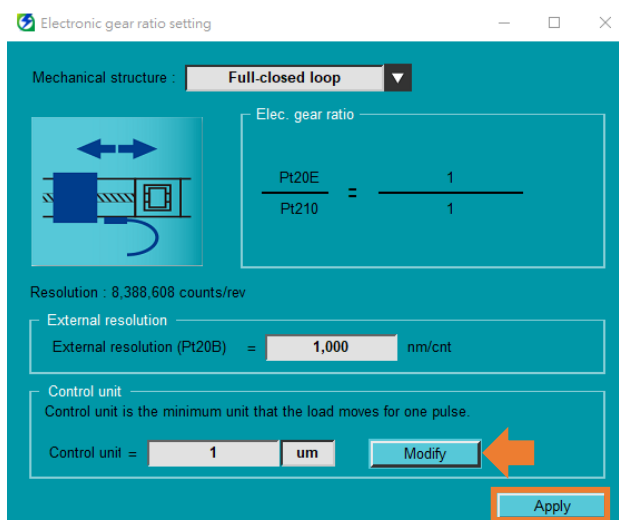 Electronic gear ratio setting
Mechanical structure : Full-closed loop
Elec. gear ratio
Pt20E = 1
Pt210 1
Resolution : 8,388,608 counts/rev
External resolution
External resolution (Pt20B) = 1,000 nm/cnt
Control unit
Control unit is the minimum unit that the load moves for one pulse.
Control unit = 1 um Modify
Apply